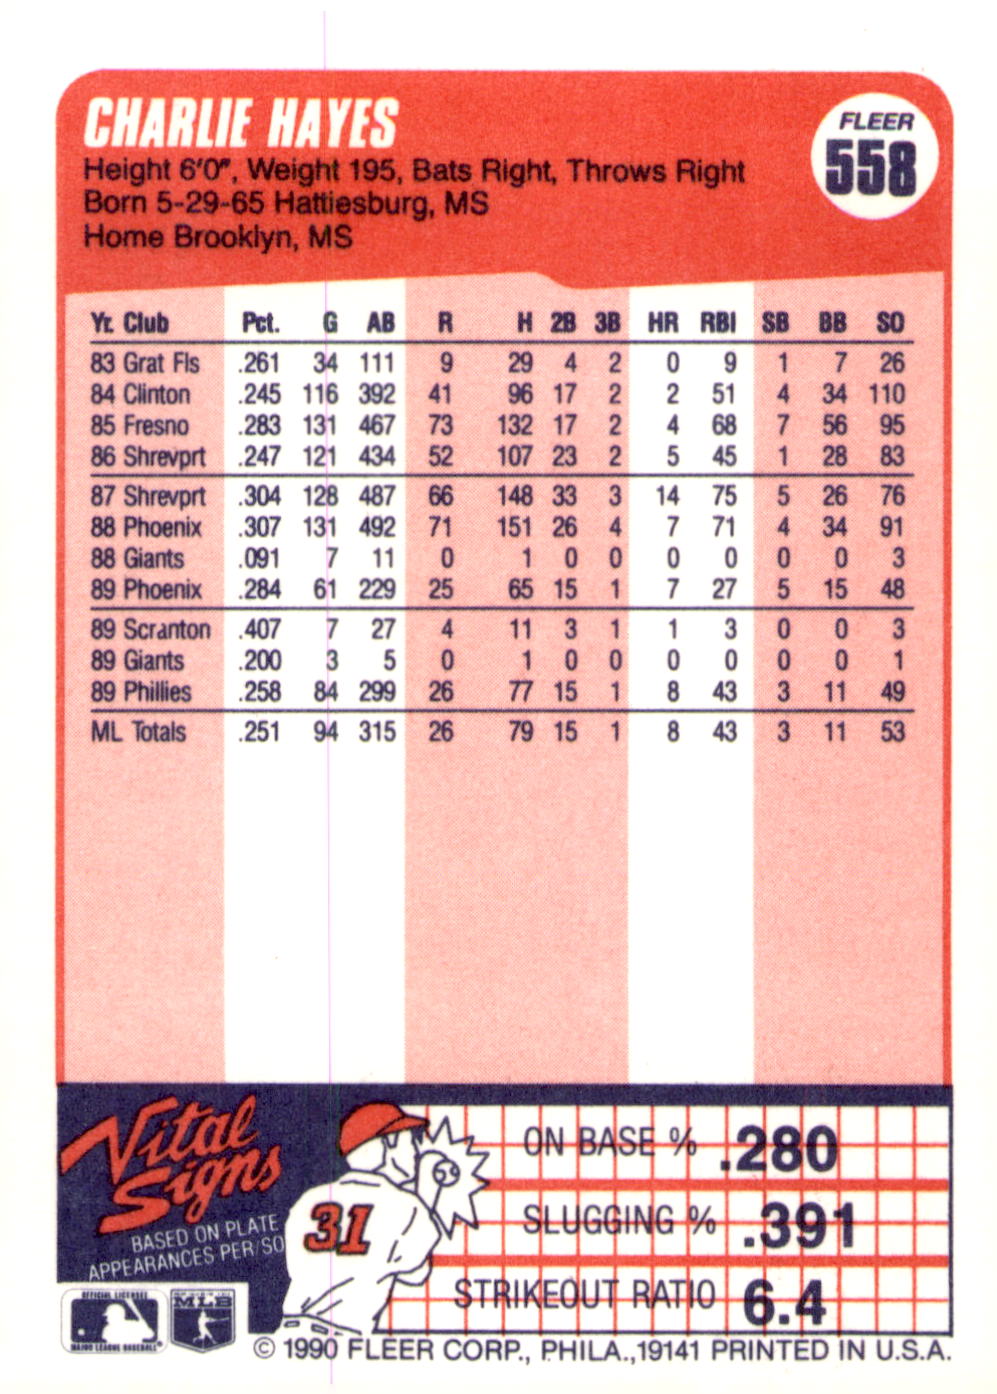 CHARLIE HAYES
FLEER
558
Height 6'0", Weight 195, Bats Right, Throws Right
Born 5-29-65 Hattiesburg, MS
Home Brooklyn, MS
Yr. Club Pct. G AB R H 2B 3B HR RBI SB BB SO
83 Grat Fls .261 34 111 9 29 4 2 0 9 1 7 26
84 Clinton .245 116 392 41 96 17 2 2 51 4 34 110
85 Fresno .283 131 467 73 132 17 2 4 68 7 56 95
86 Shrevprt .247 121 434 52 107 23 2 5 45 1 28 83
87 Shrevprt .304 128 487 66 148 33 3 14 75 5 26 76
88 Phoenix .307 131 492 71 151 26 4 7 71 4 34 91
88 Giants .091 7 11 0 1 0 0 0 0 0 0 3
89 Phoenix .284 61 229 25 65 15 1 7 27 5 15 48
89 Scranton .407 7 27 4 11 3 1 1 3 0 0 3
89 Giants .200 3 5 0 1 0 0 0 0 0 0 1
89 Phillies .258 84 299 26 77 15 1 8 43 3 11 49
ML Totals .251 94 315 26 79 15 1 8 43 3 11 53
Vital
Signs
BASED ON PLATE
APPEARANCES PER SO
31
ON BASE % .280
SLUGGING % .391
STRIKEOUT RATIO 6.4
OFFICIAL LICENSEE
MAJOR LEAGUE BASEBALL
MLB
© 1990 FLEER CORP., PHILA.,19141 PRINTED IN U.S.A.